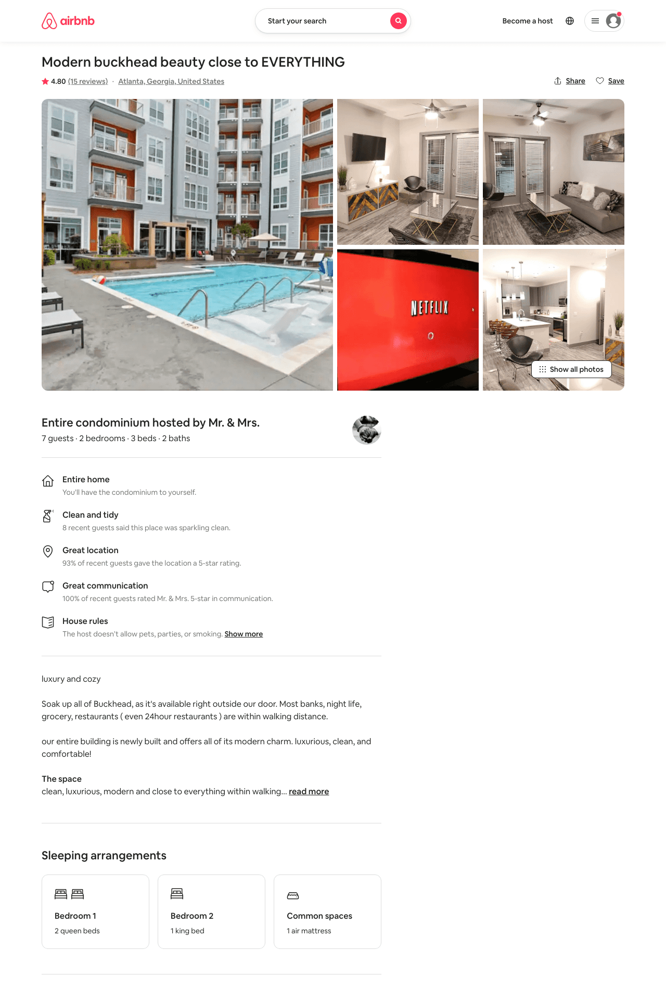 airbnb
Start your search
Become a host
Modern buckhead beauty close to EVERYTHING
4.80 (15 reviews) · Atlanta, Georgia, United States
Share
Save
NETFLIX
Show all photos
Entire condominium hosted by Mr. & Mrs.
7 guests · 2 bedrooms · 3 beds · 2 baths
Entire home
You'll have the condominium to yourself.
Clean and tidy
8 recent guests said this place was sparkling clean.
Great location
93% of recent guests gave the location a 5-star rating.
Great communication
100% of recent guests rated Mr. & Mrs. 5-star in communication.
House rules
The host doesn't allow pets, parties, or smoking. Show more
luxury and cozy
Soak up all of Buckhead, as it's available right outside our door. Most banks, night life,
grocery, restaurants ( even 24hour restaurants ) are within walking distance.
our entire building is newly built and offers all of its modern charm. luxurious, clean, and
comfortable!
The space
clean, luxurious, modern and close to everything within walking... read more
Sleeping arrangements
Bedroom 1
2 queen beds
Bedroom 2
1 king bed
Common spaces
1 air mattress